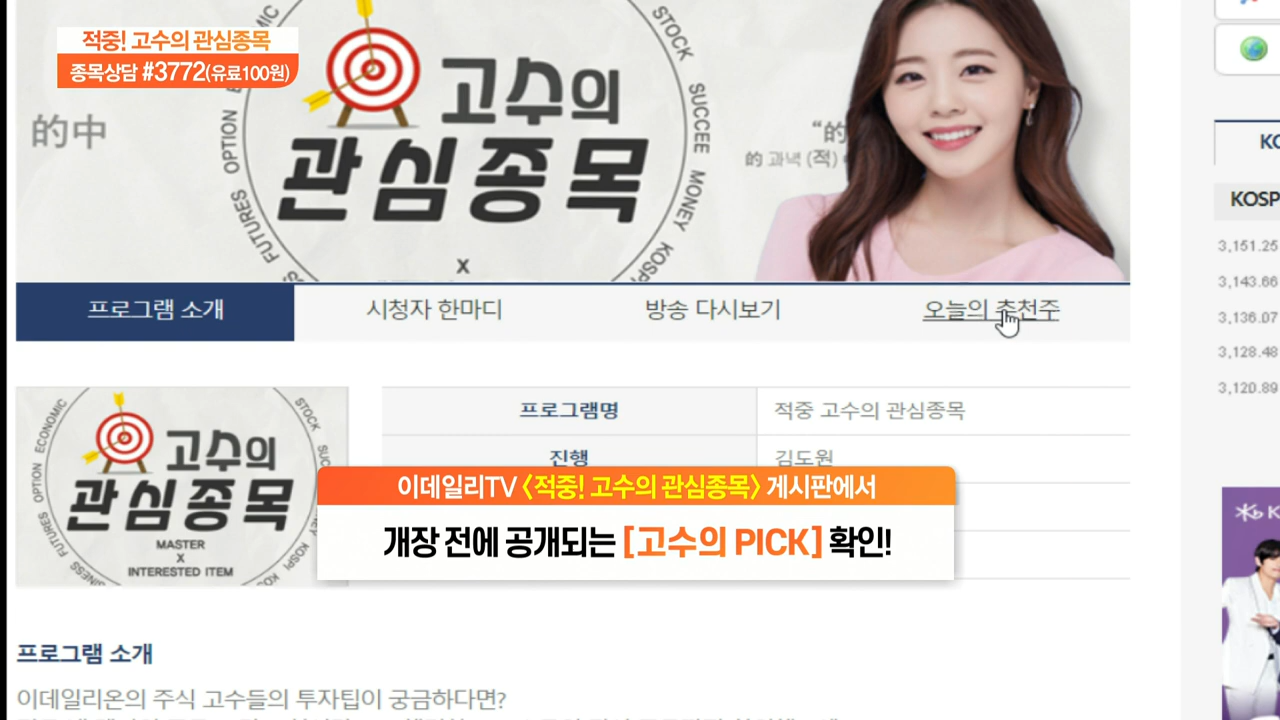 적중! 고수의 관심종목
종목상담 #3772(유료100원)
的中
고수의
관심종목
X
FUTURES OPTION
STOCK SUCCEE MONEY KOSPI
“的
的 과녁 (적)
KOSP
3,151.25
3,143.66
3,136.07
3,128.48
3,120.89
프로그램 소개
시청자 한마디
방송 다시보기
오늘의 추천주
고수의
관심종목
MASTER
X
INTERESTED ITEM
FUTURES OPTION ECONOMIC
STOCK
프로그램명
적중 고수의 관심종목
진행
김도원
이데일리TV 〈적중! 고수의 관심종목〉 게시판에서
개장 전에 공개되는 [고수의 PICK] 확인!
프로그램 소개
이데일리온의 주식 고수들의 투자팁이 궁금하다면?